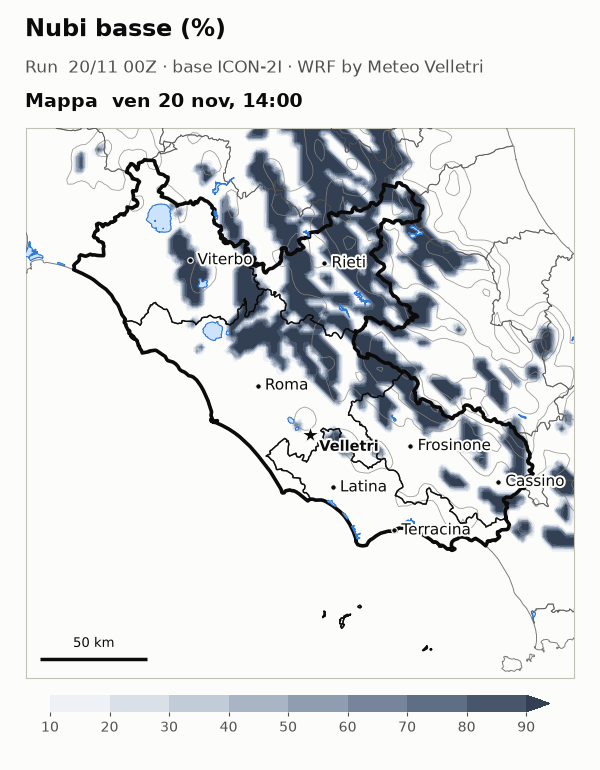 Nubi basse (%)
Run  20/11 00Z · base ICON-2I · WRF by Meteo Velletri
Mappa  ven 20 nov, 14:00
Viterbo
Rieti
Roma
Velletri
Frosinone
Cassino
Latina
Terracina
50 km
10 20 30 40 50 60 70 80 90